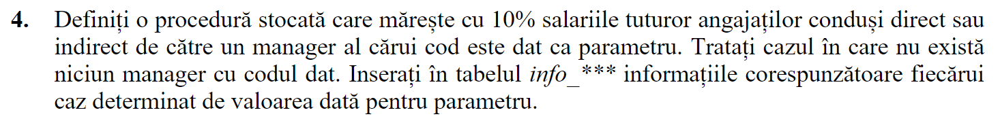 4. Definiți o procedură stocată care mărește cu 10% salariile tuturor angajaților conduși direct sau
indirect de către un manager al cărui cod este dat ca parametru. Tratați cazul în care nu există
niciun manager cu codul dat. Inserați în tabelul info_*** informațiile corespunzătoare fiecărui
caz determinat de valoarea dată pentru parametru.